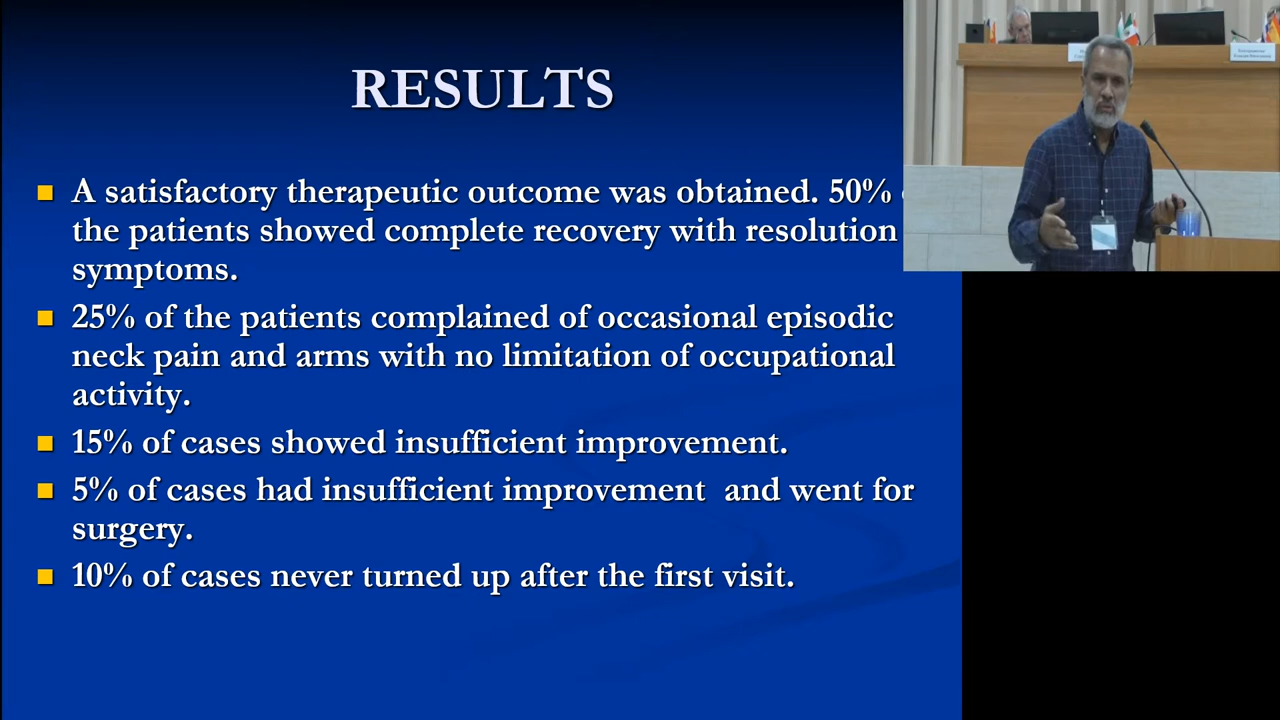 RESULTS
A satisfactory therapeutic outcome was obtained. 50%
the patients showed complete recovery with resolution
symptoms.
25% of the patients complained of occasional episodic
neck pain and arms with no limitation of occupational
activity.
15% of cases showed insufficient improvement.
5% of cases had insufficient improvement and went for
surgery.
10% of cases never turned up after the first visit.